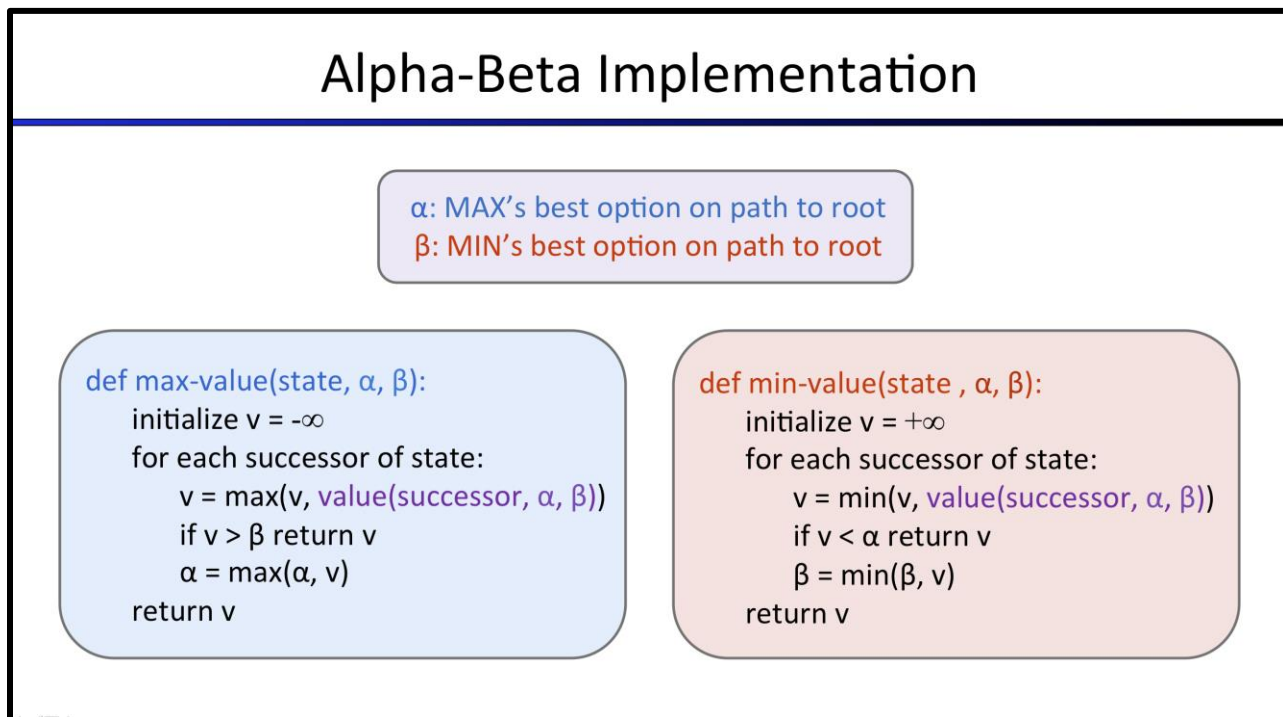 Alpha-Beta Implementation
α: MAX’s best option on path to root
β: MIN’s best option on path to root
def max-value(state, α, β):
initialize v = -∞
for each successor of state:
v = max(v, value(successor, α, β))
if v > β return v
α = max(α, v)
return v
def min-value(state , α, β):
initialize v = +∞
for each successor of state:
v = min(v, value(successor, α, β))
if v < α return v
β = min(β, v)
return v